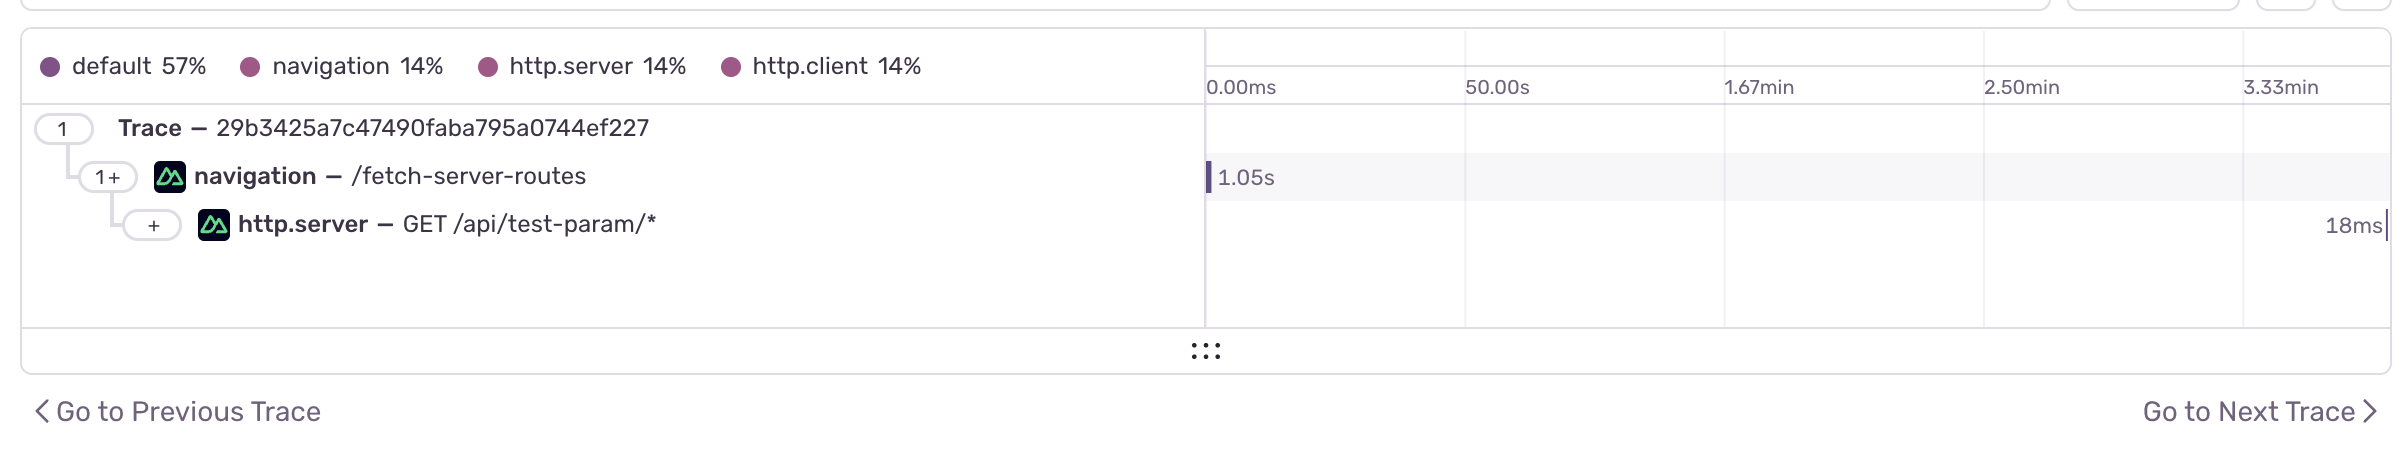 default 57% navigation 14% http.server 14% http.client 14%
0.00ms 50.00s 1.67min 2.50min 3.33min
1 Trace — 29b3425a7c47490faba795a0744ef227
1+ navigation — /fetch-server-routes 1.05s
+ http.server — GET /api/test-param/* 18ms
Go to Previous Trace Go to Next Trace